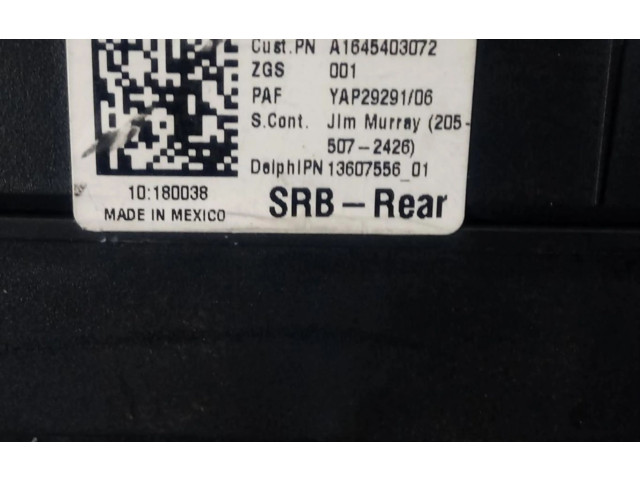 Cust.PN A1645403072
ZGS 001
PAF YAP29291/06
S.Cont. Jim Murray (205-
507-2426)
DelphiPN 13607556_01
10:180038
MADE IN MEXICO
SRB-Rear